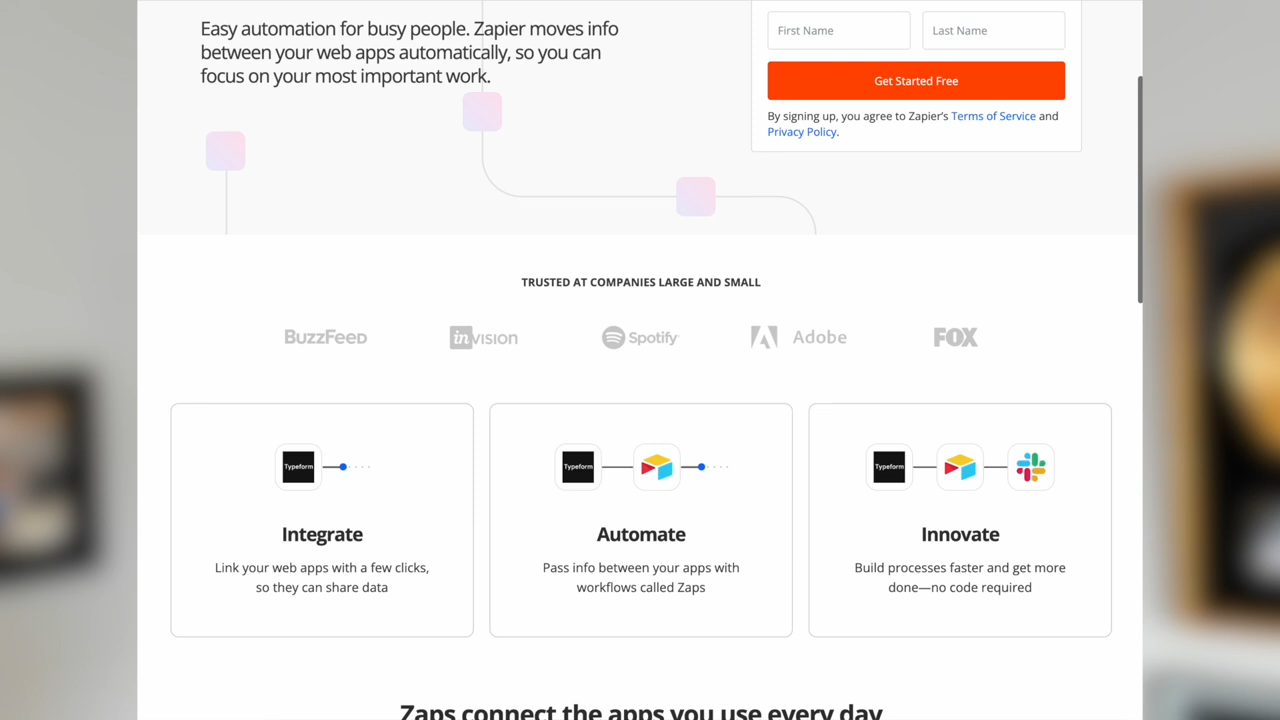 Easy automation for busy people. Zapier moves info
between your web apps automatically, so you can
focus on your most important work.
First Name
Last Name
Get Started Free
By signing up, you agree to Zapier's Terms of Service and
Privacy Policy.
TRUSTED AT COMPANIES LARGE AND SMALL
BuzzFeed
invision
Spotify
Adobe
FOX
Typeform
Typeform
Typeform
Integrate
Link your web apps with a few clicks,
so they can share data
Automate
Pass info between your apps with
workflows called Zaps
Innovate
Build processes faster and get more
done—no code required
Zaps connect the apps you use every day